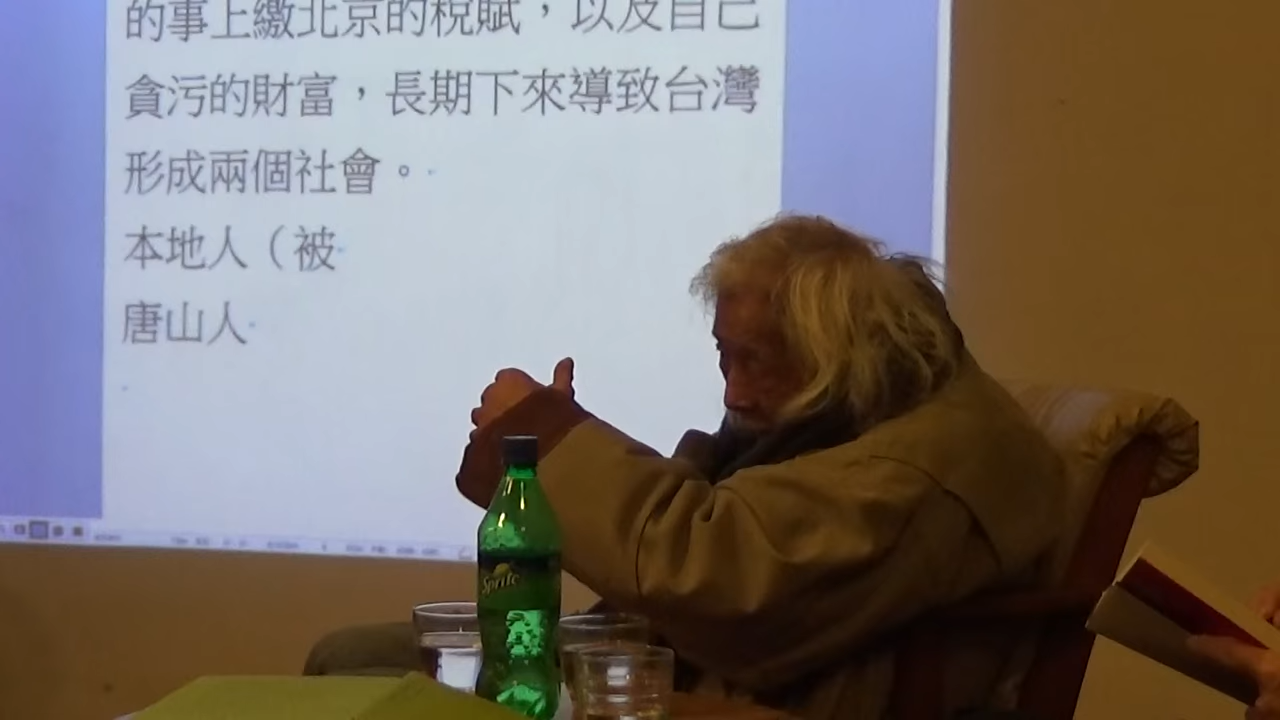 的事上繳北京的稅賦，以及自己
貪污的財富，長期下來導致台灣
形成兩個社會。
本地人（被
唐山人
Sprite